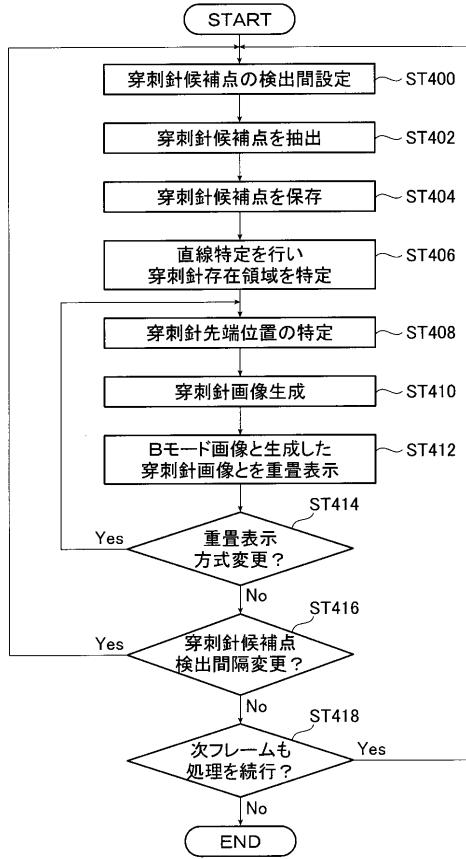 START
穿刺針候補点の検出間設定
ST400
穿刺針候補点を抽出
ST402
穿刺針候補点を保存
ST404
直線特定を行い
穿刺針存在領域を特定
ST406
穿刺針先端位置の特定
ST408
穿刺針画像生成
ST410
Bモード画像と生成した
穿刺針画像とを重畳表示
ST412
ST414
重畳表示
方式変更？
Yes
No
ST416
穿刺針候補点
検出間隔変更？
Yes
No
ST418
次フレームも
処理を続行？
Yes
No
END